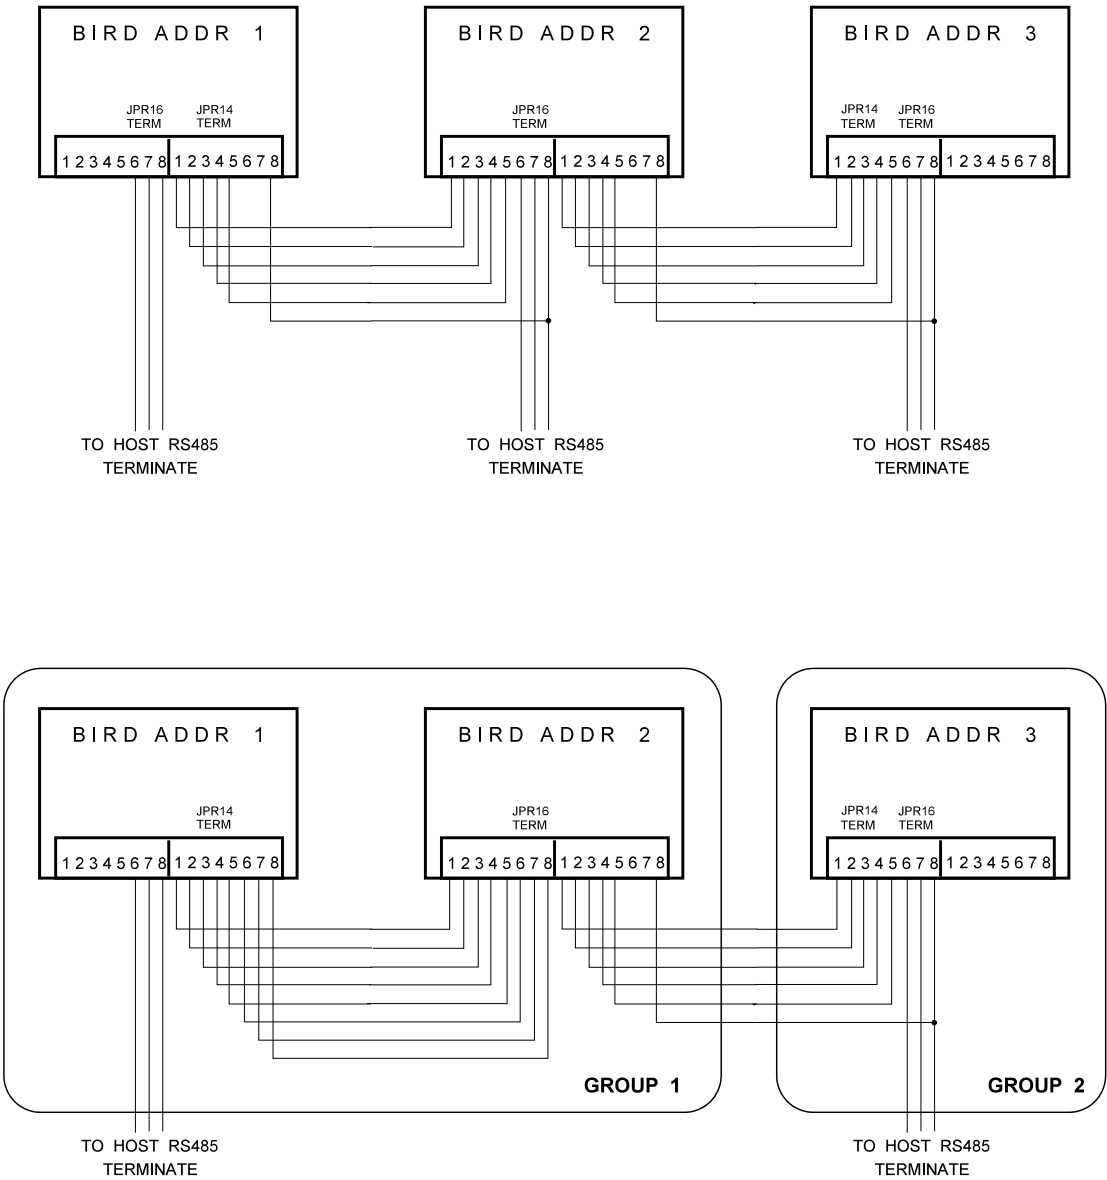 BIRD ADDR 1 BIRD ADDR 2 BIRD ADDR 3
JPR16 JPR14 JPR16 JPR14 JPR16
TERM TERM TERM TERM TERM
1 2 3 4 5 6 7 8 1 2 3 4 5 6 7 8 1 2 3 4 5 6 7 8 1 2 3 4 5 6 7 8 1 2 3 4 5 6 7 8 1 2 3 4 5 6 7 8
TO HOST RS485 TO HOST RS485 TO HOST RS485
TERMINATE TERMINATE TERMINATE
BIRD ADDR 1 BIRD ADDR 2 BIRD ADDR 3
JPR14 JPR16 JPR14 JPR16
TERM TERM TERM TERM
1 2 3 4 5 6 7 8 1 2 3 4 5 6 7 8 1 2 3 4 5 6 7 8 1 2 3 4 5 6 7 8 1 2 3 4 5 6 7 8 1 2 3 4 5 6 7 8
GROUP 1 GROUP 2
TO HOST RS485 TO HOST RS485
TERMINATE TERMINATE